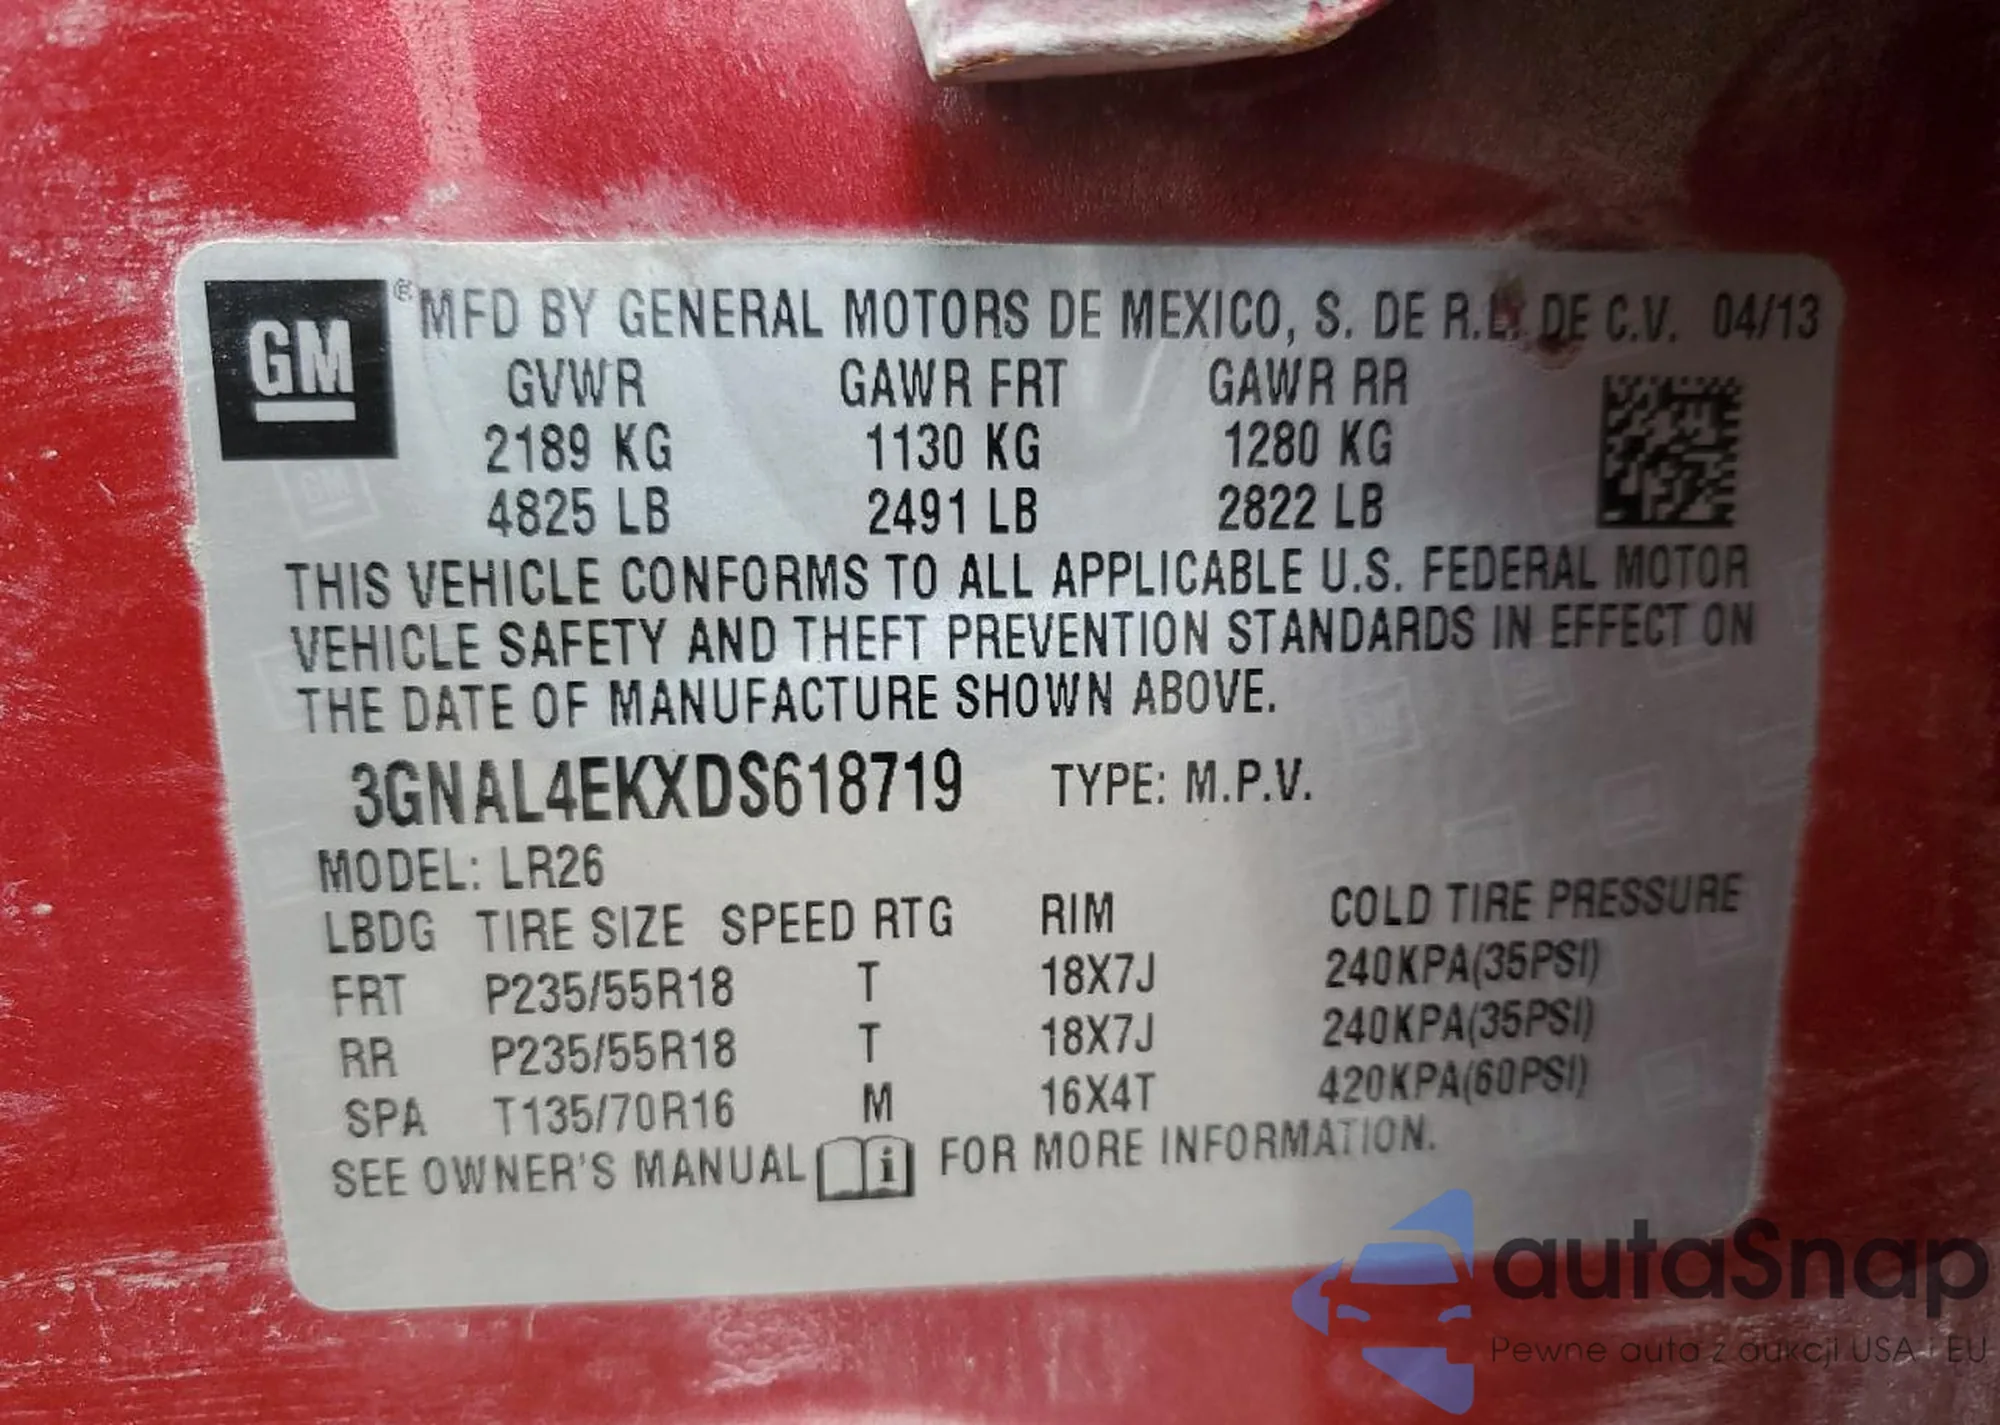 GM ® MFD BY GENERAL MOTORS DE MEXICO, S. DE R.L. DE C.V. 04/13
GVWR GAWR FRT GAWR RR
2189 KG 1130 KG 1280 KG
4825 LB 2491 LB 2822 LB
THIS VEHICLE CONFORMS TO ALL APPLICABLE U.S. FEDERAL MOTOR
VEHICLE SAFETY AND THEFT PREVENTION STANDARDS IN EFFECT ON
THE DATE OF MANUFACTURE SHOWN ABOVE.
3GNAL4EKXDS618719 TYPE: M.P.V.
MODEL: LR26
LBDG TIRE SIZE SPEED RTG RIM COLD TIRE PRESSURE
FRT P235/55R18 T 18X7J 240KPA(35PSI)
RR P235/55R18 T 18X7J 240KPA(35PSI)
SPA T135/70R16 M 16X4T 420KPA(60PSI)
SEE OWNER'S MANUAL i FOR MORE INFORMATION.
autaSnap
Pewne auta z aukcji USA i EU